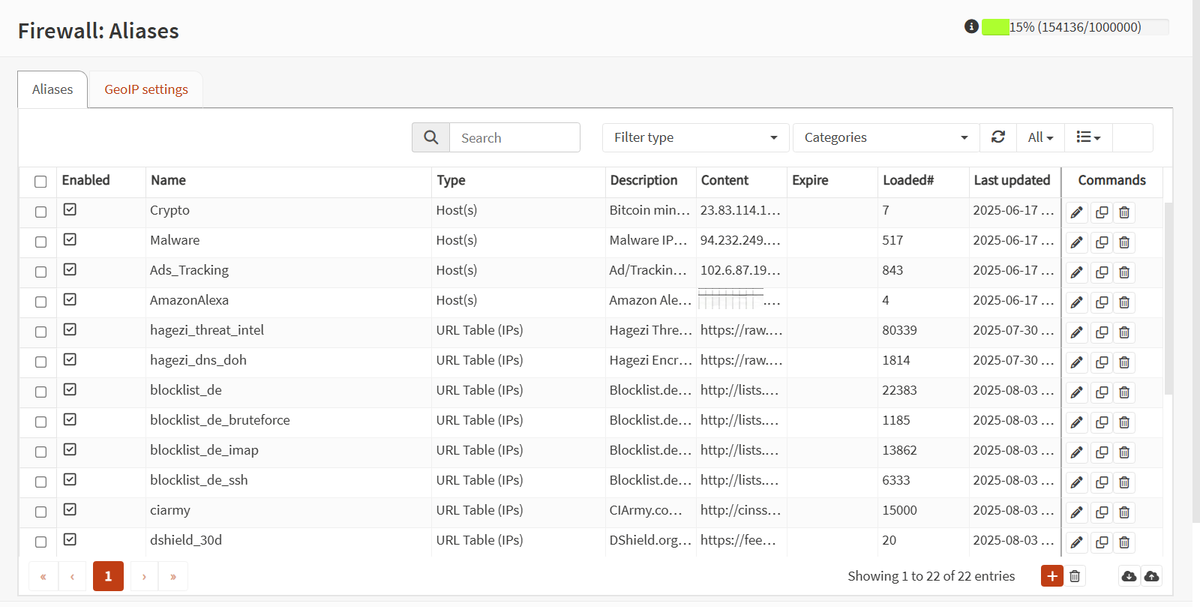 Firewall: Aliases
15% (154136/1000000)
Aliases GeoIP settings
Search Filter type Categories All
Enabled Name Type Description Content Expire Loaded# Last updated Commands
Crypto Host(s) Bitcoin min... 23.83.114.1... 7 2025-06-17 ...
Malware Host(s) Malware IP... 94.232.249.... 517 2025-06-17 ...
Ads_Tracking Host(s) Ad/Trackin... 102.6.87.19... 843 2025-06-17 ...
AmazonAlexa Host(s) Amazon Ale... .... 4 2025-06-17 ...
hagezi_threat_intel URL Table (IPs) Hagezi Thre... https://raw.... 80339 2025-07-30 ...
hagezi_dns_doh URL Table (IPs) Hagezi Encr... https://raw.... 1814 2025-07-30 ...
blocklist_de URL Table (IPs) Blocklist.de... http://lists.... 22383 2025-08-03 ...
blocklist_de_bruteforce URL Table (IPs) Blocklist.de... http://lists.... 1185 2025-08-03 ...
blocklist_de_imap URL Table (IPs) Blocklist.de... http://lists.... 13862 2025-08-03 ...
blocklist_de_ssh URL Table (IPs) Blocklist.de... http://lists.... 6333 2025-08-03 ...
ciarmy URL Table (IPs) CIArmy.co... http://cinss... 15000 2025-08-03 ...
dshield_30d URL Table (IPs) DShield.org... https://fee... 20 2025-08-03 ...
« ‹ 1 › » Showing 1 to 22 of 22 entries